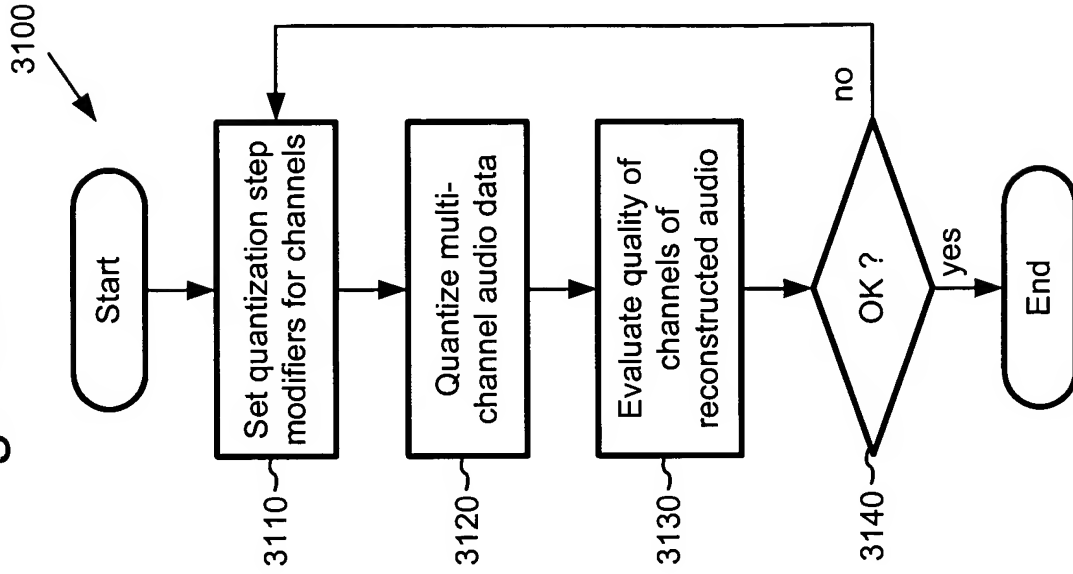 3100
Start
3110
Set quantization step
modifiers for channels
3120
Quantize multi-
channel audio data
3130
Evaluate quality of
channels of
reconstructed audio
3140
OK ?
no
yes
End